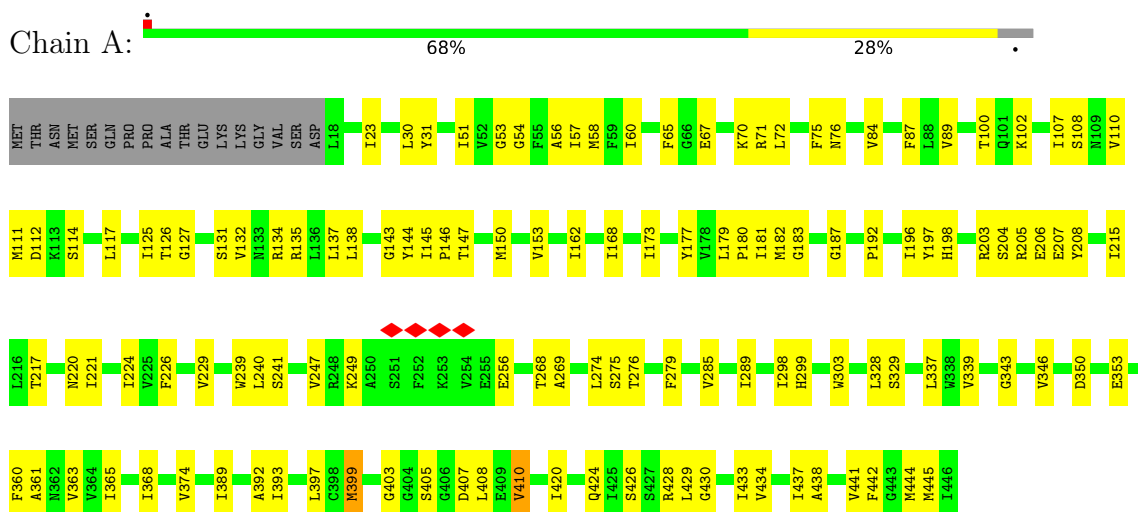 Chain A:
68% 28%
MET THR ASN MET SER GLN PRO PRO ALA THR GLU LYS LYS GLY VAL SER ASP L18 I23 L30 Y31 I51 V52 G53 G54 F55 A56 I57 M58 F59 I60 F65 G66 E67 K70 R71 L72 F75 N76 V84 F87 L88 V89 T100 Q101 K102 I107 S108 N109 V110
M111 D112 K113 S114 L117 I125 T126 G127 S131 V132 N133 R134 R135 L136 L137 L138 G143 Y144 I145 P146 T147 M150 V153 I162 I168 I173 Y177 V178 L179 P180 I181 M182 G183 G187 P192 I196 Y197 H198 R203 S204 R205 E206 E207 Y208 I215
L216 T217 N220 I221 I224 V225 F226 V229 W239 L240 S241 V247 R248 K249 A250 S251 F252 K253 V254 E255 E256 T268 A269 L274 S275 T276 F279 V285 I289 I298 H299 W303 L328 S329 L337 W338 V339 G343 V346 D350 E353
F360 A361 N362 V363 V364 I365 I368 V374 I389 A392 I393 L397 C398 M399 G403 G404 S405 G406 D407 L408 E409 V410 I420 Q424 I425 S426 S427 R428 L429 G430 I433 V434 I437 A438 V441 F442 G443 M444 M445 I446